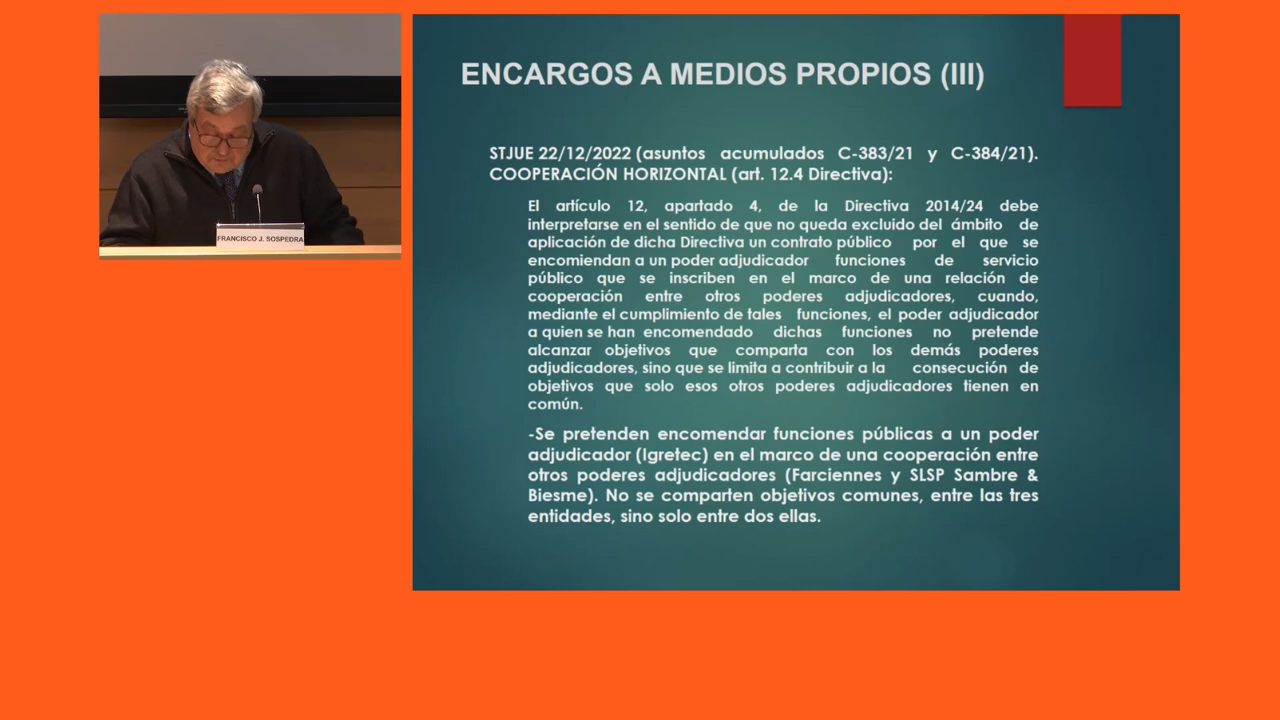 FRANCISCO J. SOSPEDRA
ENCARGOS A MEDIOS PROPIOS (III)
STJUE 22/12/2022 (asuntos acumulados C-383/21 y C-384/21).
COOPERACIÓN HORIZONTAL (art. 12.4 Directiva):
El artículo 12, apartado 4, de la Directiva 2014/24 debe
interpretarse en el sentido de que no queda excluido del ámbito de
aplicación de dicha Directiva un contrato público por el que se
encomiendan a un poder adjudicador funciones de servicio
público que se inscriben en el marco de una relación de
cooperación entre otros poderes adjudicadores, cuando,
mediante el cumplimiento de tales funciones, el poder adjudicador
a quien se han encomendado dichas funciones no pretende
alcanzar objetivos que comparta con los demás poderes
adjudicadores, sino que se limita a contribuir a la consecución de
objetivos que solo esos otros poderes adjudicadores tienen en
común.
-Se pretenden encomendar funciones públicas a un poder
adjudicador (Igretec) en el marco de una cooperación entre
otros poderes adjudicadores (Farciennes y SLSP Sambre &
Biesme). No se comparten objetivos comunes, entre las tres
entidades, sino solo entre dos ellas.